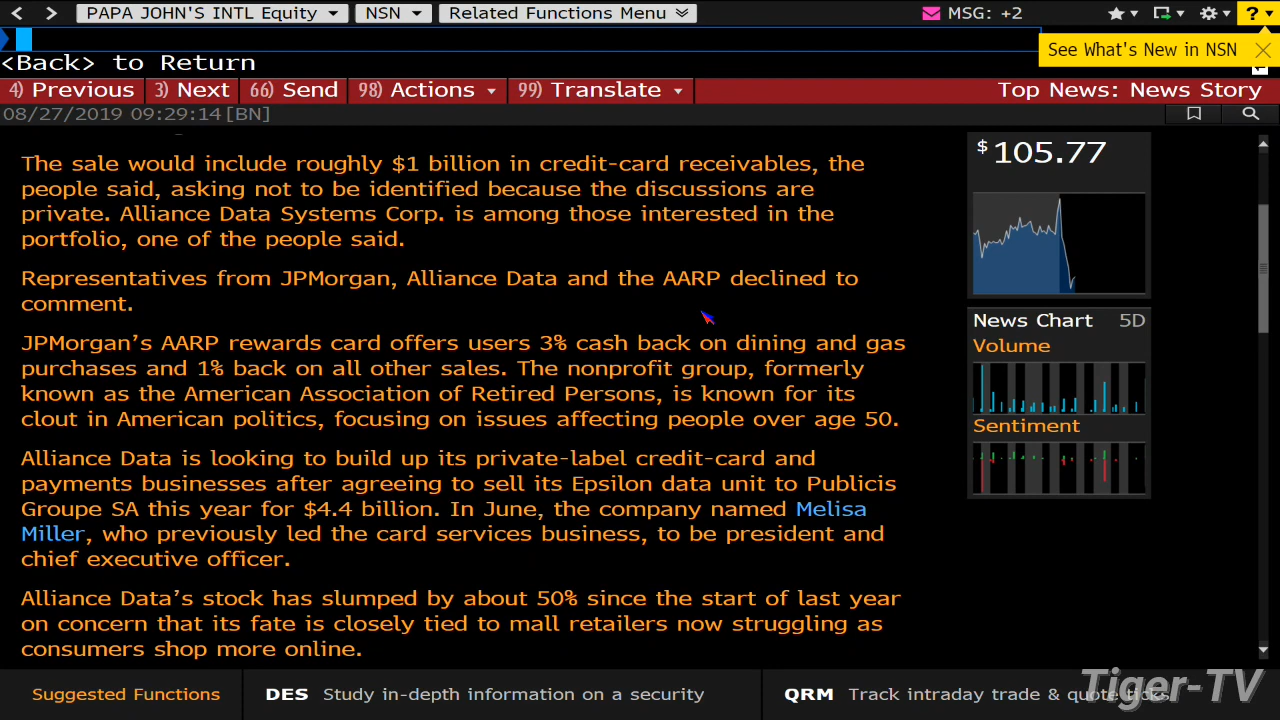 PAPA JOHN'S INTL Equity NSN Related Functions Menu MSG: +2 ?
See What's New in NSN
<Back> to Return
4) Previous 3) Next 66) Send 98) Actions 99) Translate Top News: News Story
08/27/2019 09:29:14 [BN]
The sale would include roughly $1 billion in credit-card receivables, the
people said, asking not to be identified because the discussions are
private. Alliance Data Systems Corp. is among those interested in the
portfolio, one of the people said.
Representatives from JPMorgan, Alliance Data and the AARP declined to
comment.
JPMorgan's AARP rewards card offers users 3% cash back on dining and gas
purchases and 1% back on all other sales. The nonprofit group, formerly
known as the American Association of Retired Persons, is known for its
clout in American politics, focusing on issues affecting people over age 50.
Alliance Data is looking to build up its private-label credit-card and
payments businesses after agreeing to sell its Epsilon data unit to Publicis
Groupe SA this year for $4.4 billion. In June, the company named Melisa
Miller, who previously led the card services business, to be president and
chief executive officer.
Alliance Data's stock has slumped by about 50% since the start of last year
on concern that its fate is closely tied to mall retailers now struggling as
consumers shop more online.
$105.77
News Chart 5D
Volume
Sentiment
Suggested Functions DES Study in-depth information on a security QRM Track intraday trade & quote ticks
Tiger-TV